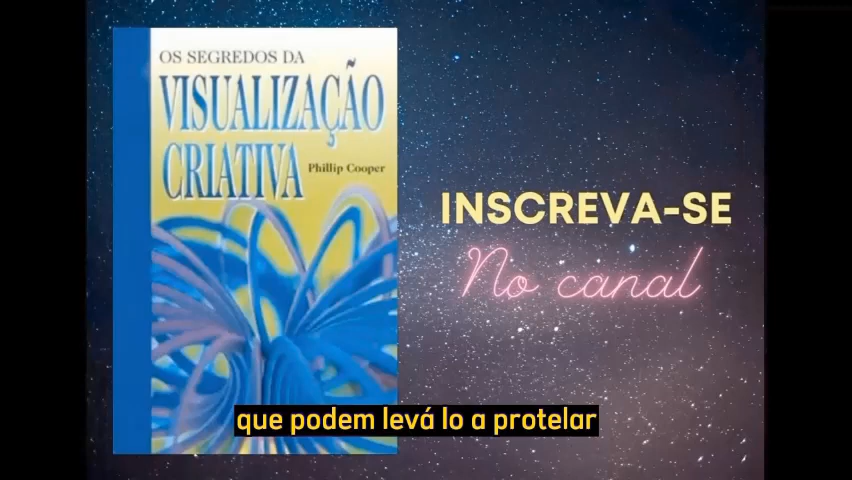 OS SEGREDOS DA
VISUALIZAÇÃO
CRIATIVA
Phillip Cooper
INSCREVA-SE
No canal
que podem levá lo a protelar